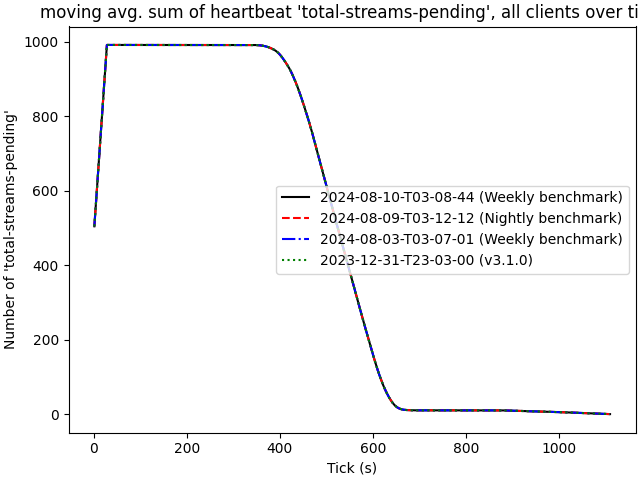 moving avg. sum of heartbeat 'total-streams-pending', all clients over ti
Number of 'total-streams-pending'
1000
800
600
400
200
0
2024-08-10-T03-08-44 (Weekly benchmark)
2024-08-09-T03-12-12 (Nightly benchmark)
2024-08-03-T03-07-01 (Weekly benchmark)
2023-12-31-T23-03-00 (v3.1.0)
0 200 400 600 800 1000
Tick (s)